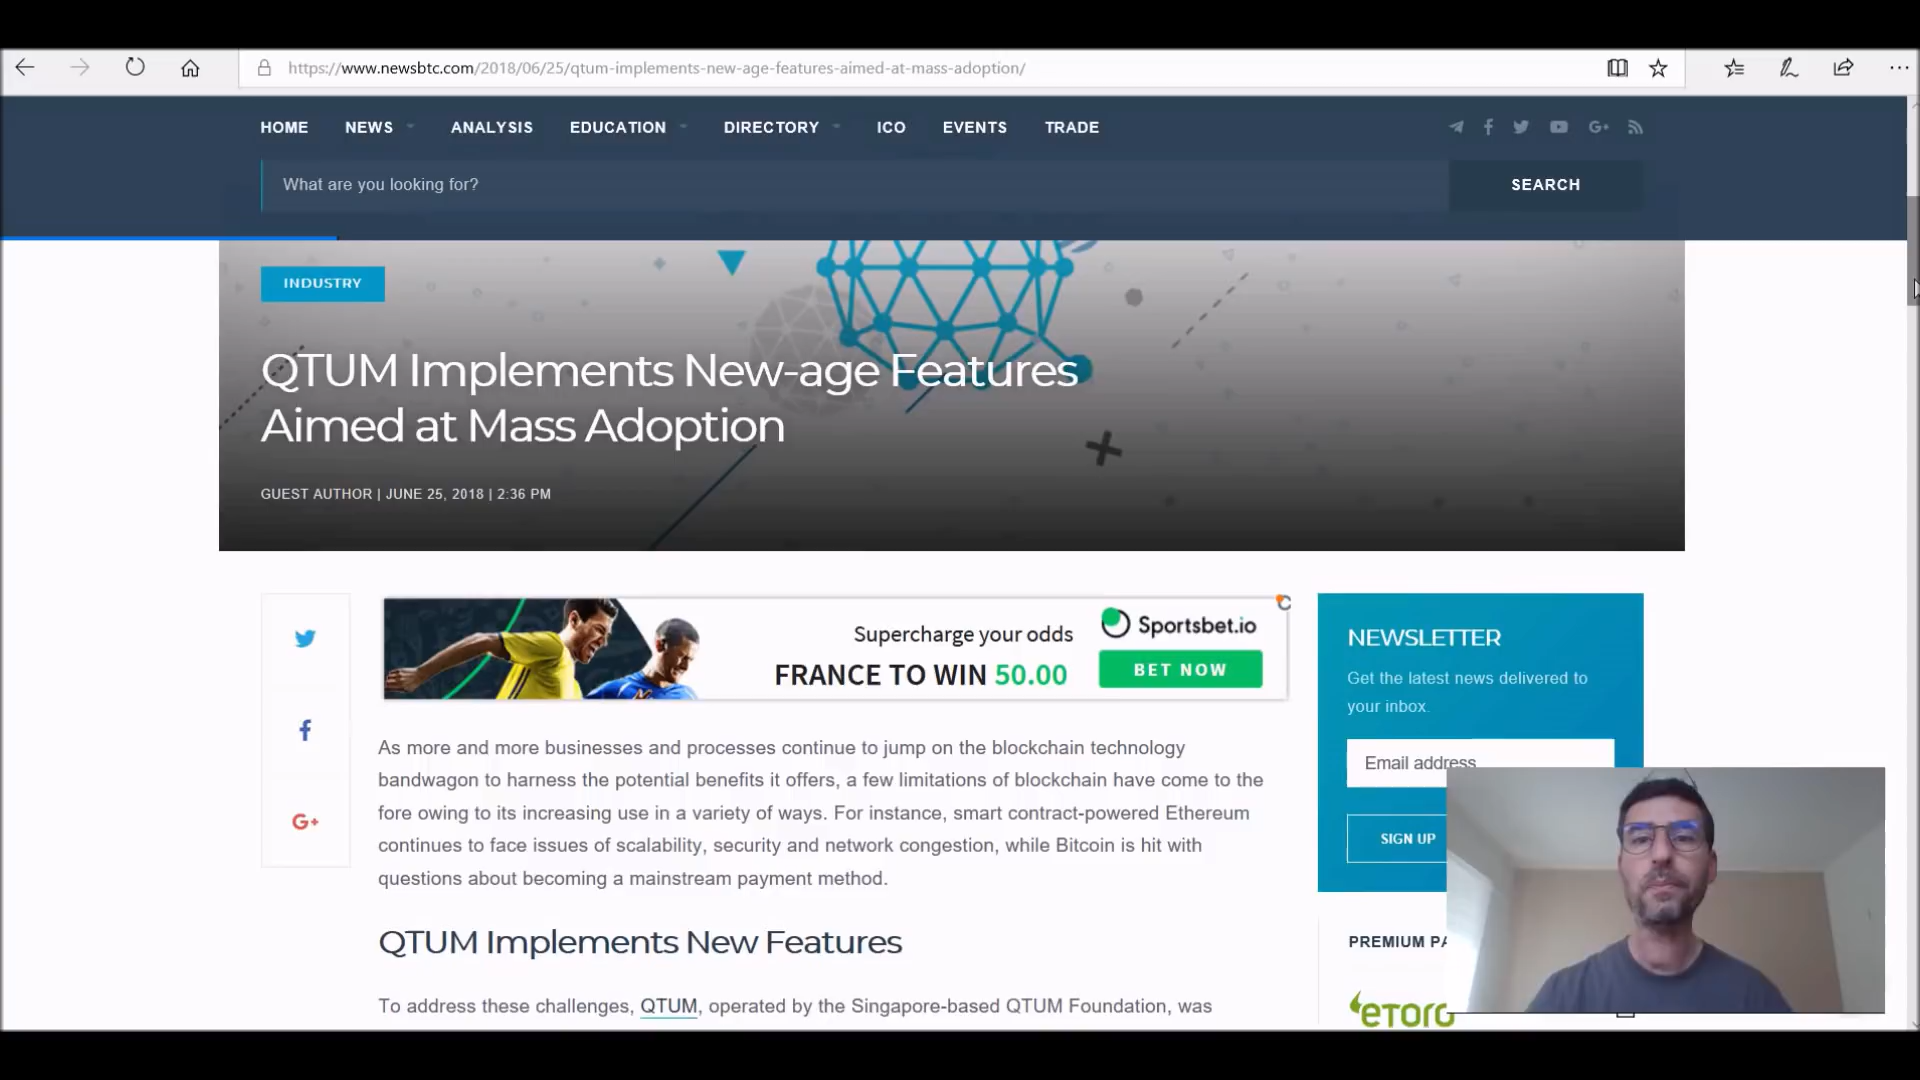 https://www.newsbtc.com/2018/06/25/qtum-implements-new-age-features-aimed-at-mass-adoption/
HOME NEWS ANALYSIS EDUCATION DIRECTORY ICO EVENTS TRADE
What are you looking for? SEARCH
INDUSTRY
QTUM Implements New-age Features
Aimed at Mass Adoption
GUEST AUTHOR | JUNE 25, 2018 | 2:36 PM
Supercharge your odds
FRANCE TO WIN 50.00
Sportsbet.io
BET NOW
As more and more businesses and processes continue to jump on the blockchain technology
bandwagon to harness the potential benefits it offers, a few limitations of blockchain have come to the
fore owing to its increasing use in a variety of ways. For instance, smart contract-powered Ethereum
continues to face issues of scalability, security and network congestion, while Bitcoin is hit with
questions about becoming a mainstream payment method.
QTUM Implements New Features
To address these challenges, QTUM, operated by the Singapore-based QTUM Foundation, was
G+
NEWSLETTER
Get the latest news delivered to
your inbox.
Email address
SIGN UP
PREMIUM PA
eToro